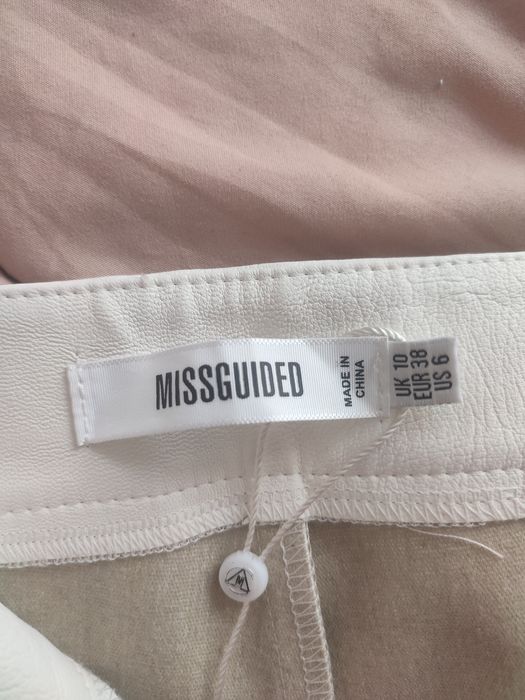 MISSGUIDED
MADE IN
CHINA
UK 10
EUR 38
US 6